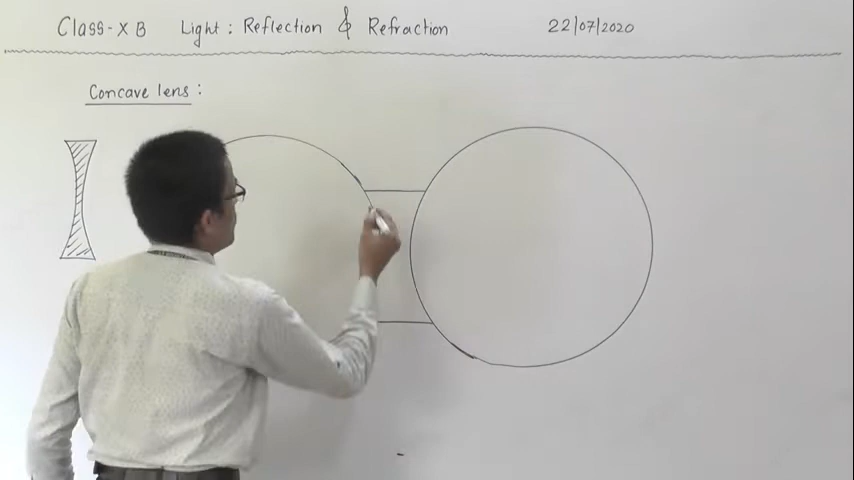 Class-X B Light : Reflection & Refraction 22/07/2020
Concave lens :